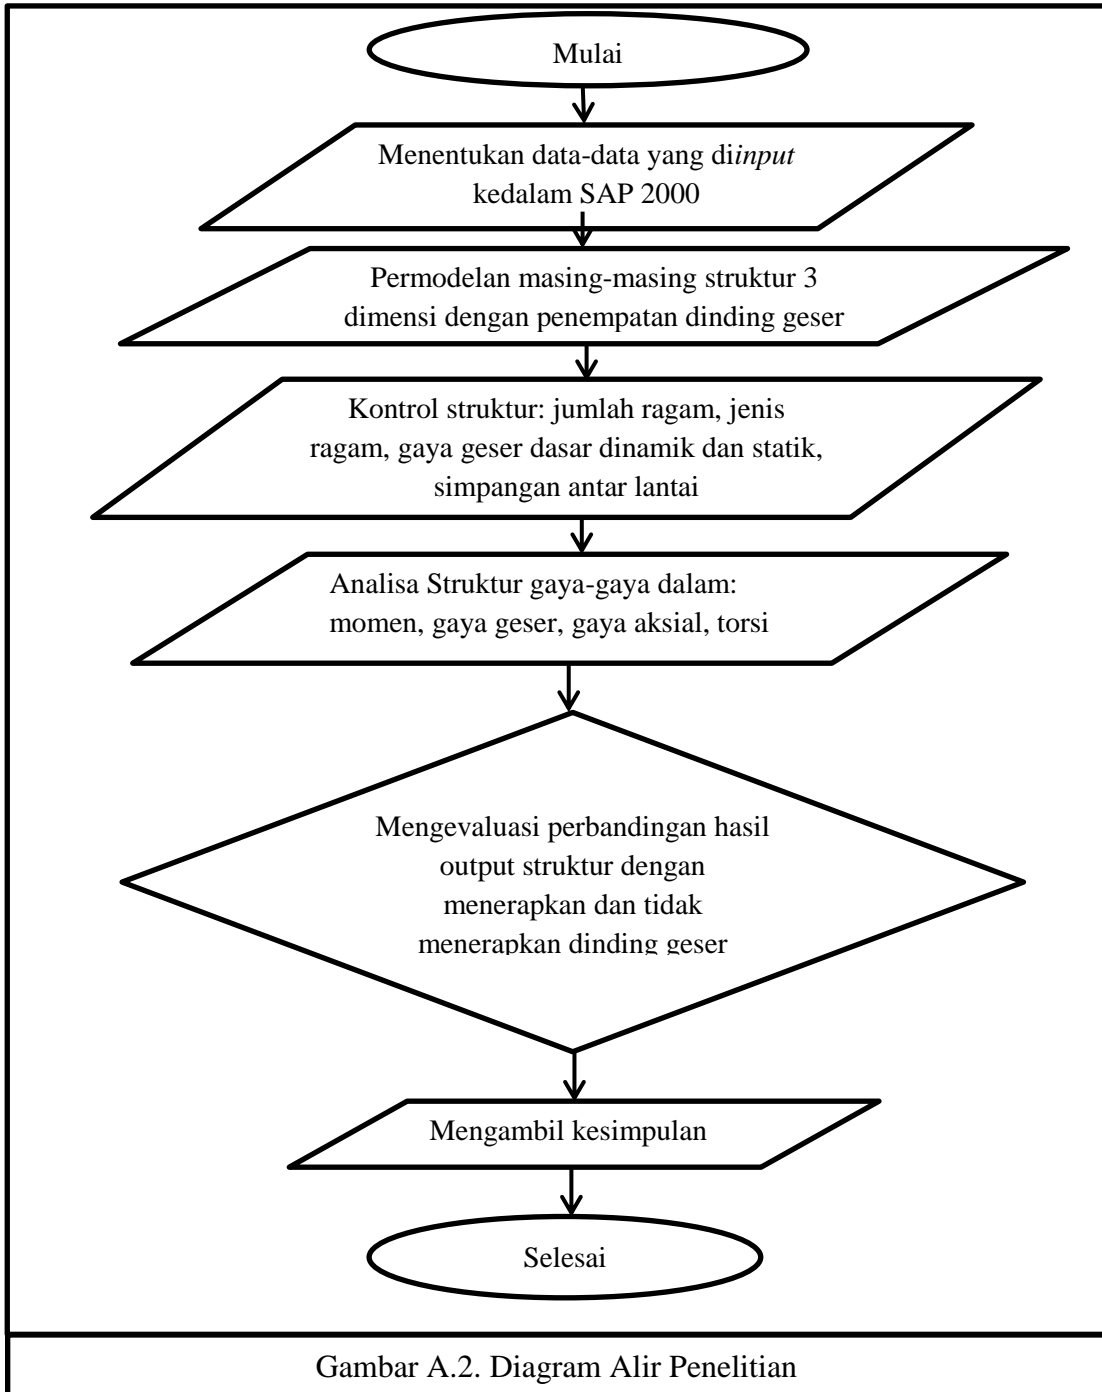 Mulai
Menentukan data-data yang diinput
kedalam SAP 2000
Permodelan masing-masing struktur 3
dimensi dengan penempatan dinding geser
Kontrol struktur: jumlah ragam, jenis
ragam, gaya geser dasar dinamik dan statik,
simpangan antar lantai
Analisa Struktur gaya-gaya dalam:
momen, gaya geser, gaya aksial, torsi
Mengevaluasi perbandingan hasil
output struktur dengan
menerapkan dan tidak
menerapkan dinding geser
Mengambil kesimpulan
Selesai
Gambar A.2. Diagram Alir Penelitian